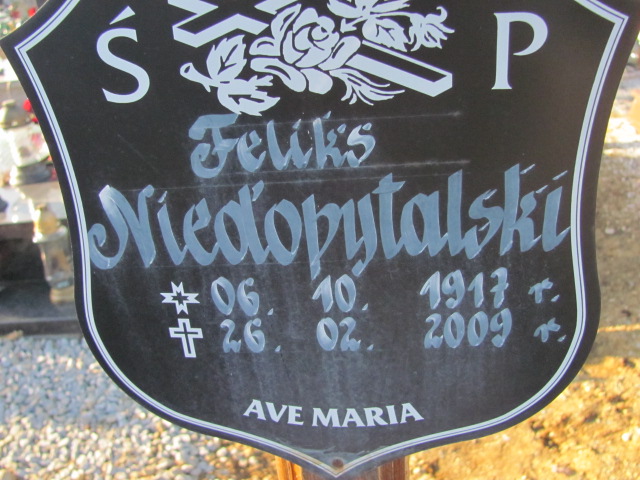 Ś P
Feliks
Niedopytalski
06. 10. 1917 r.
26. 02. 2009 r.
AVE MARIA